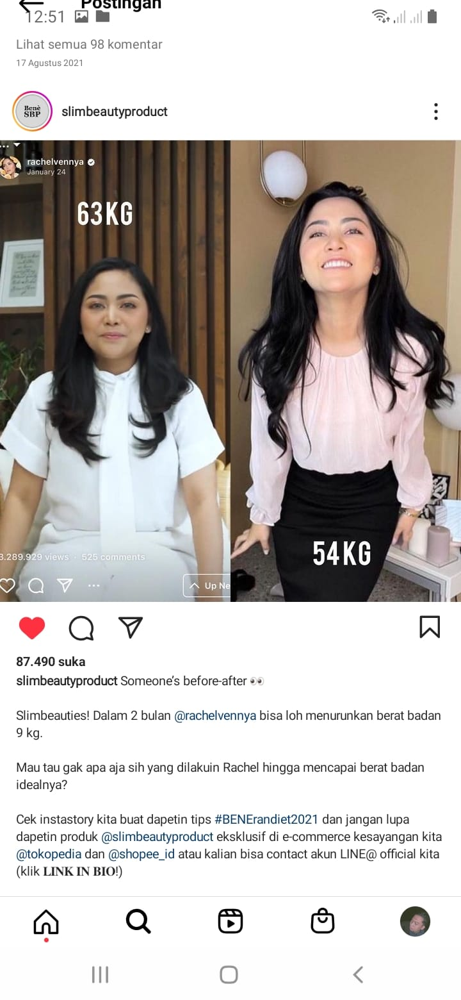 Postingan
12:51
Lihat semua 98 komentar
17 Agustus 2021
Benè
SBP
slimbeautyproduct
rachelvennya
January 24
63KG
54KG
3.289.929 views · 525 comments
Up Ne
87.490 suka
slimbeautyproduct Someone's before-after 👀
Slimbeauties! Dalam 2 bulan @rachelvennya bisa loh menurunkan berat badan
9 kg.
Mau tau gak apa aja sih yang dilakuin Rachel hingga mencapai berat badan
idealnya?
Cek instastory kita buat dapetin tips #BENErandiet2021 dan jangan lupa
dapetin produk @slimbeautyproduct eksklusif di e-commerce kesayangan kita
@tokopedia dan @shopee_id atau kalian bisa contact akun LINE@ official kita
(klik LINK IN BIO!)